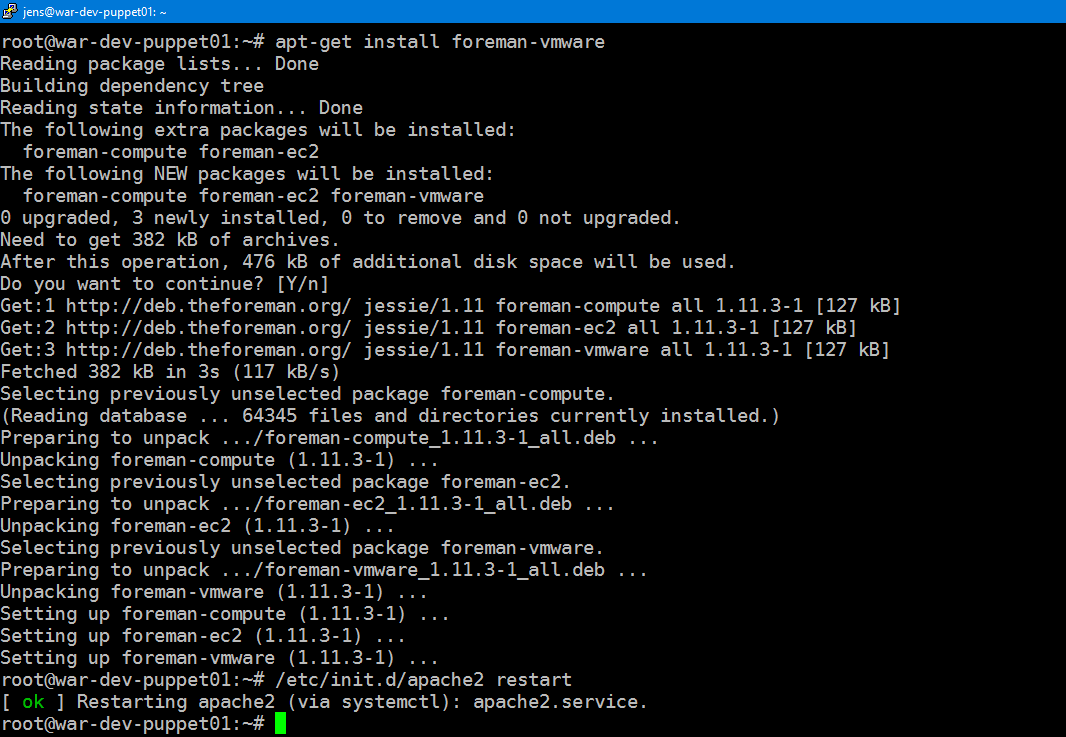 jens@war-dev-puppet01: ~
root@war-dev-puppet01:~# apt-get install foreman-vmware
Reading package lists... Done
Building dependency tree
Reading state information... Done
The following extra packages will be installed:
  foreman-compute foreman-ec2
The following NEW packages will be installed:
  foreman-compute foreman-ec2 foreman-vmware
0 upgraded, 3 newly installed, 0 to remove and 0 not upgraded.
Need to get 382 kB of archives.
After this operation, 476 kB of additional disk space will be used.
Do you want to continue? [Y/n]
Get:1 http://deb.theforeman.org/ jessie/1.11 foreman-compute all 1.11.3-1 [127 kB]
Get:2 http://deb.theforeman.org/ jessie/1.11 foreman-ec2 all 1.11.3-1 [127 kB]
Get:3 http://deb.theforeman.org/ jessie/1.11 foreman-vmware all 1.11.3-1 [127 kB]
Fetched 382 kB in 3s (117 kB/s)
Selecting previously unselected package foreman-compute.
(Reading database ... 64345 files and directories currently installed.)
Preparing to unpack .../foreman-compute_1.11.3-1_all.deb ...
Unpacking foreman-compute (1.11.3-1) ...
Selecting previously unselected package foreman-ec2.
Preparing to unpack .../foreman-ec2_1.11.3-1_all.deb ...
Unpacking foreman-ec2 (1.11.3-1) ...
Selecting previously unselected package foreman-vmware.
Preparing to unpack .../foreman-vmware_1.11.3-1_all.deb ...
Unpacking foreman-vmware (1.11.3-1) ...
Setting up foreman-compute (1.11.3-1) ...
Setting up foreman-ec2 (1.11.3-1) ...
Setting up foreman-vmware (1.11.3-1) ...
root@war-dev-puppet01:~# /etc/init.d/apache2 restart
[ ok ] Restarting apache2 (via systemctl): apache2.service.
root@war-dev-puppet01:~#